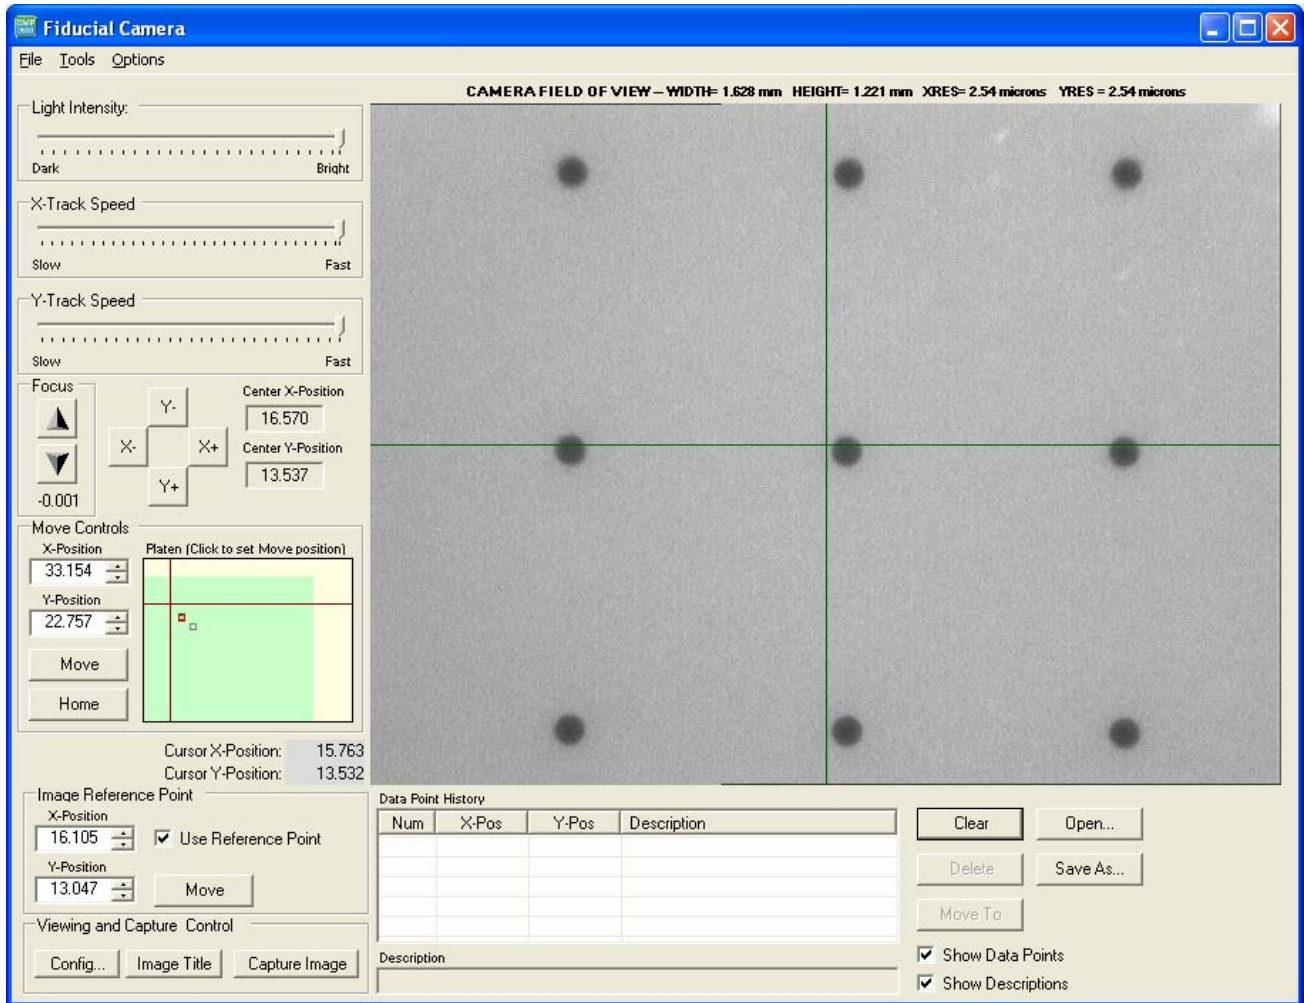 Fiducial Camera
File Tools Options
CAMERA FIELD OF VIEW – WIDTH= 1.628 mm HEIGHT= 1.221 mm XRES= 2.54 microns YRES = 2.54 microns
Light Intensity:
Dark Bright
X-Track Speed
Slow Fast
Y-Track Speed
Slow Fast
Focus
-0.001
Y-
X- X+
Y+
Center X-Position
16.570
Center Y-Position
13.537
Move Controls
X-Position
33.154
Y-Position
22.757
Move
Home
Platen (Click to set Move position)
Cursor X-Position: 15.763
Cursor Y-Position: 13.532
Image Reference Point
X-Position
16.105
Use Reference Point
Y-Position
13.047
Move
Viewing and Capture Control
Config... Image Title Capture Image
Data Point History
Num X-Pos Y-Pos Description
Description
Clear Open...
Delete Save As...
Move To
Show Data Points
Show Descriptions